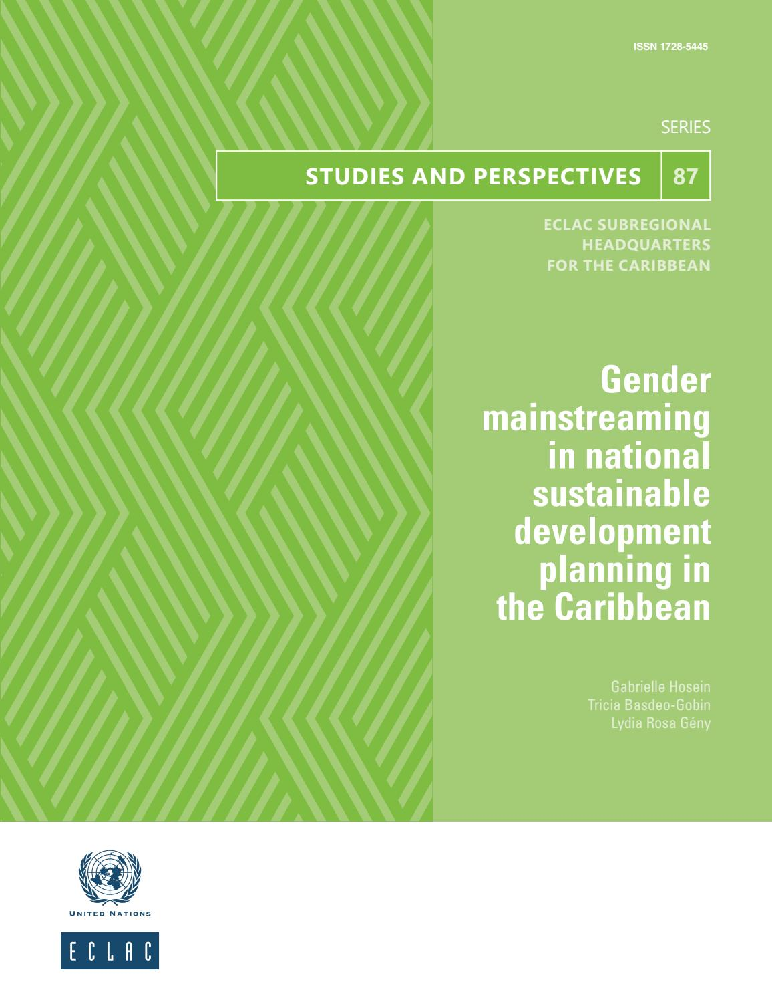 ISSN 1728-5445
SERIES
STUDIES AND PERSPECTIVES 87
ECLAC SUBREGIONAL
HEADQUARTERS
FOR THE CARIBBEAN
Gender
mainstreaming
in national
sustainable
development
planning in
the Caribbean
Gabrielle Hosein
Tricia Basdeo-Gobin
Lydia Rosa Gény
UNITED NATIONS
ECLAC